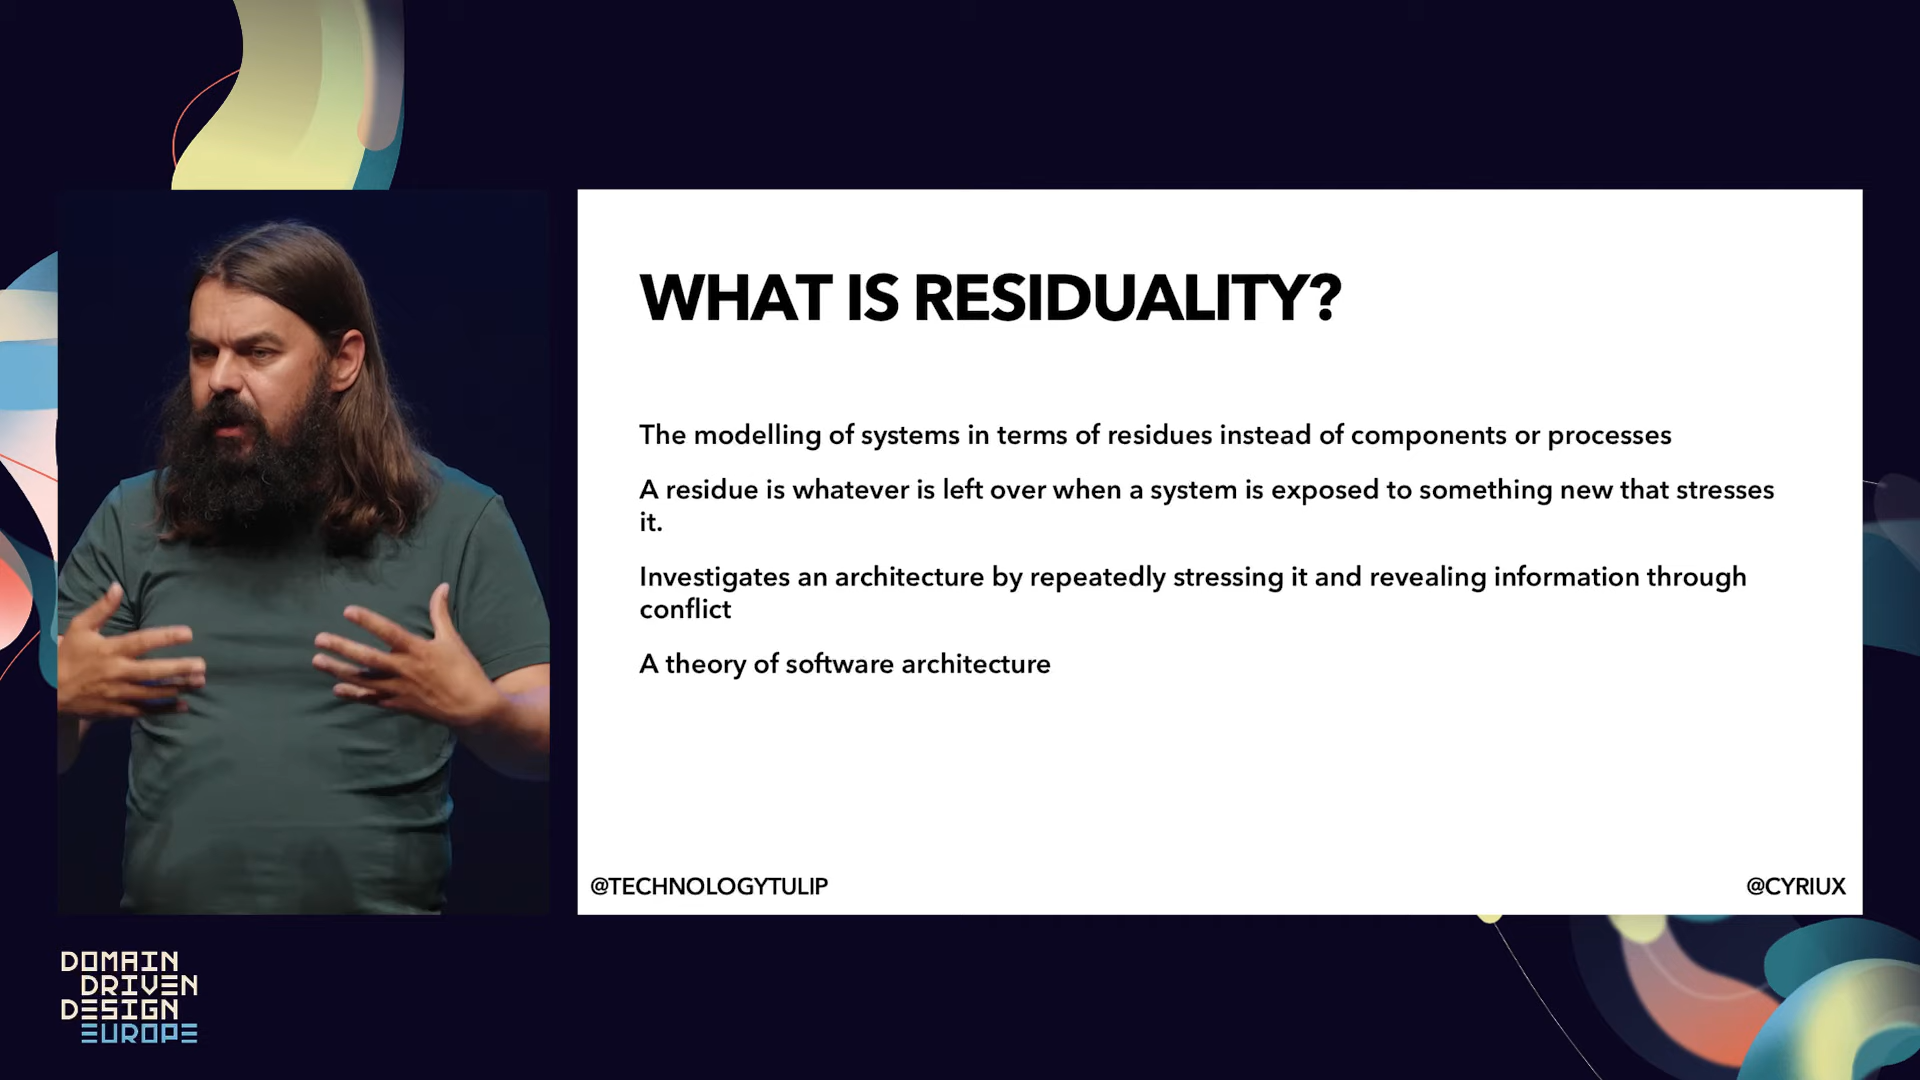 WHAT IS RESIDUALITY?
The modelling of systems in terms of residues instead of components or processes
A residue is whatever is left over when a system is exposed to something new that stresses
it.
Investigates an architecture by repeatedly stressing it and revealing information through
conflict
A theory of software architecture
@TECHNOLOGYTULIP
@CYRIUX
DOMAIN
DRIVEN
DESIGN
EUROPE